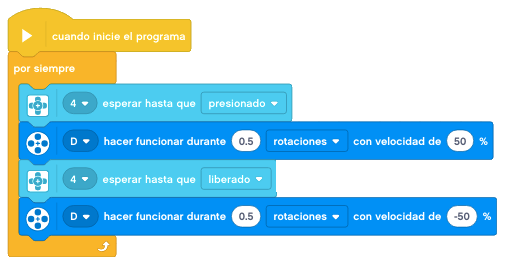 cuando inicie el programa
por siempre
4 esperar hasta que presionado
D hacer funcionar durante 0.5 rotaciones con velocidad de 50 %
4 esperar hasta que liberado
D hacer funcionar durante 0.5 rotaciones con velocidad de -50 %